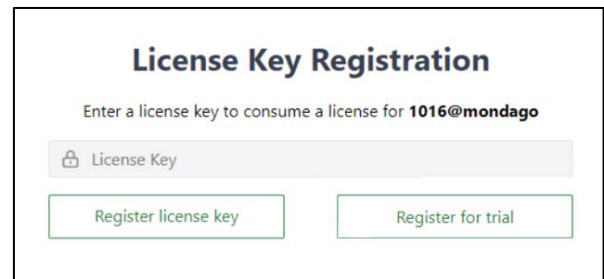 License Key Registration
Enter a license key to consume a license for 1016@mondago
License Key
Register license key
Register for trial